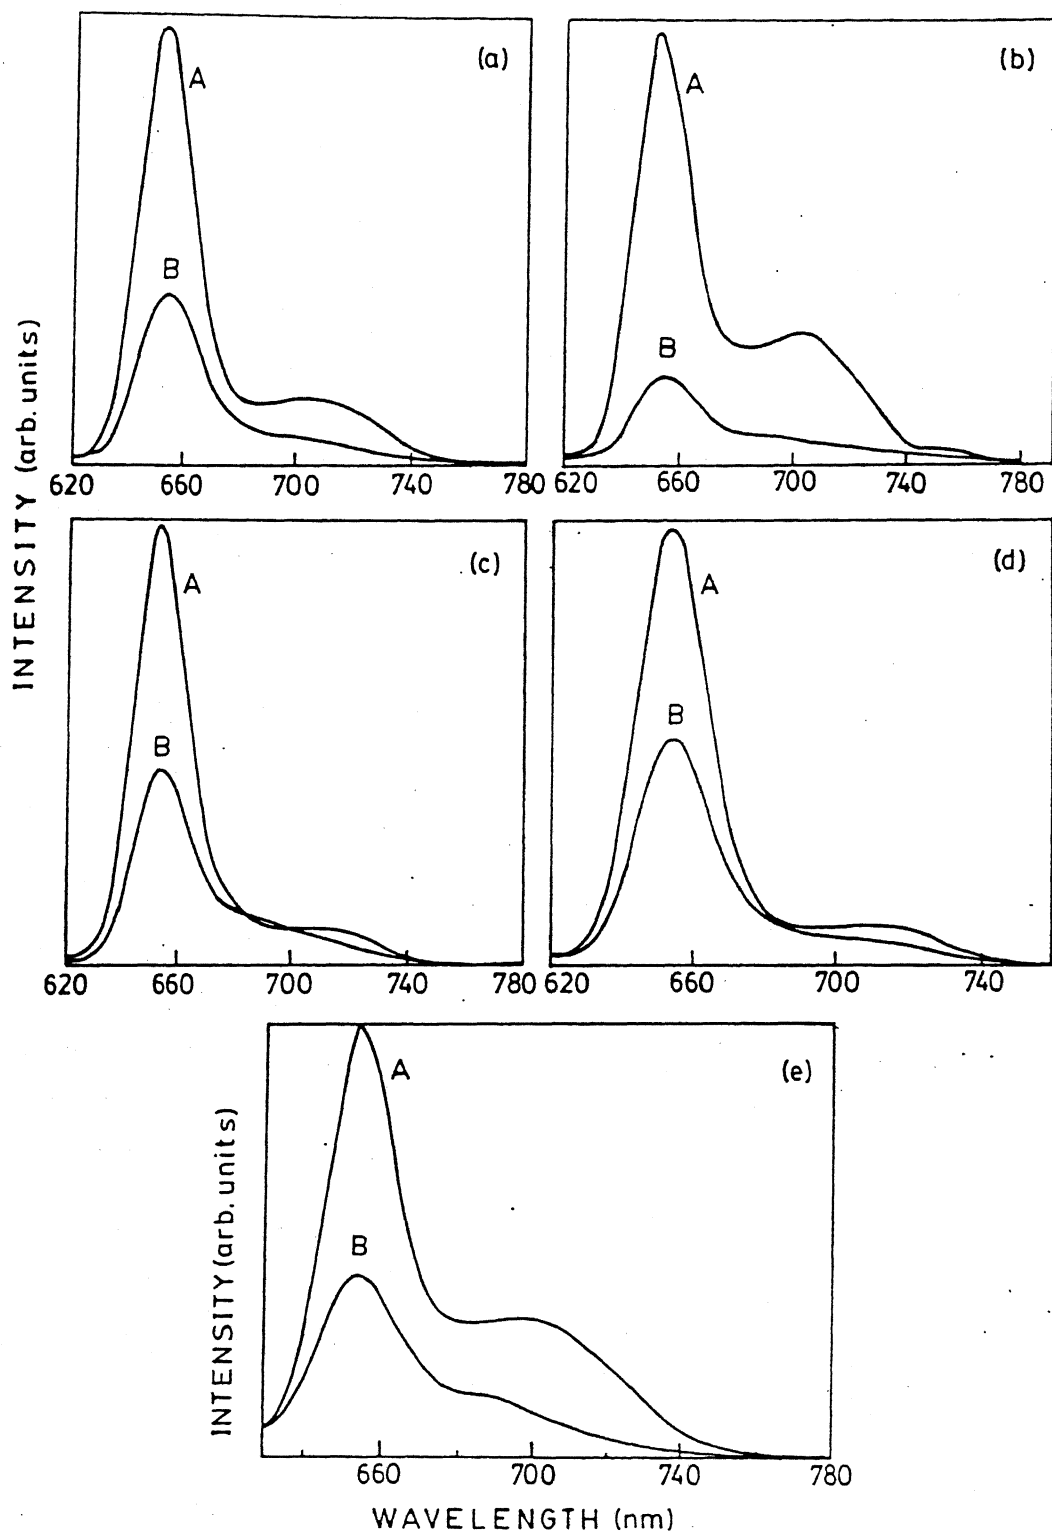 (a)
A
B
620 660 700 740 780
(b)
A
B
620 660 700 740 780
INTENSITY (arb. units)
(c)
A
B
620 660 700 740 780
(d)
A
B
620 660 700 740
(e)
A
B
INTENSITY (arb. units)
660 700 740 780
WAVELENGTH (nm)